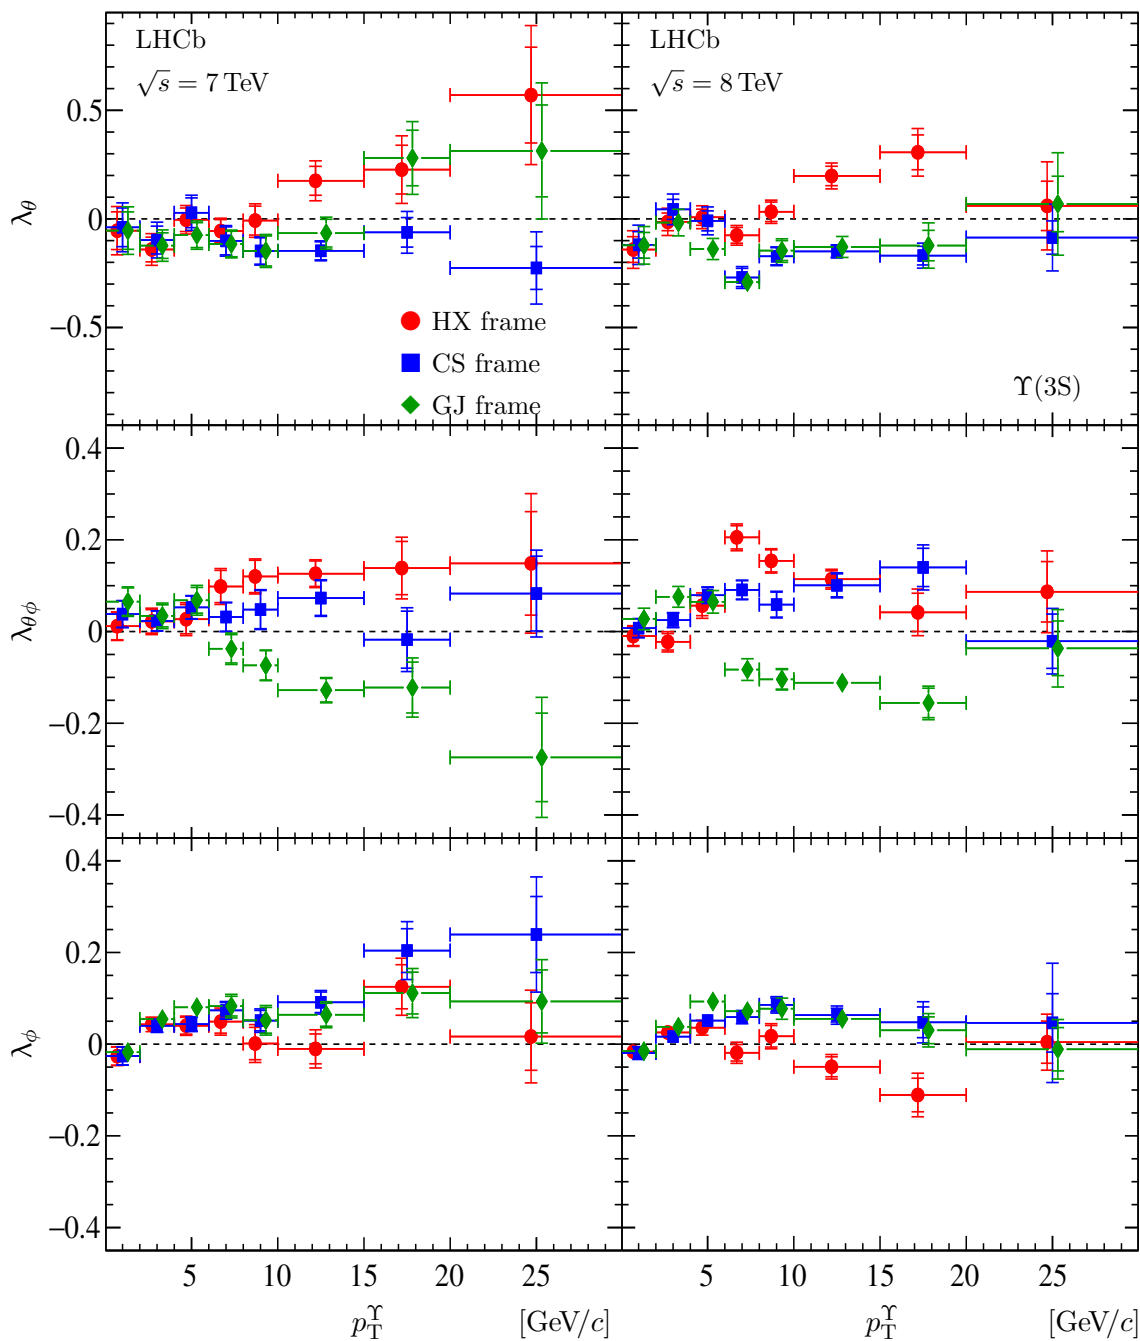 LHCb
√s = 7 TeV
LHCb
√s = 8 TeV
λθ
0.5
0
−0.5
HX frame
CS frame
GJ frame
ϒ(3S)
λθϕ
0.4
0.2
0
−0.2
−0.4
λϕ
0.4
0.2
0
−0.2
−0.4
5 10 15 20 25
5 10 15 20 25
pTϒ [GeV/c]
pTϒ [GeV/c]